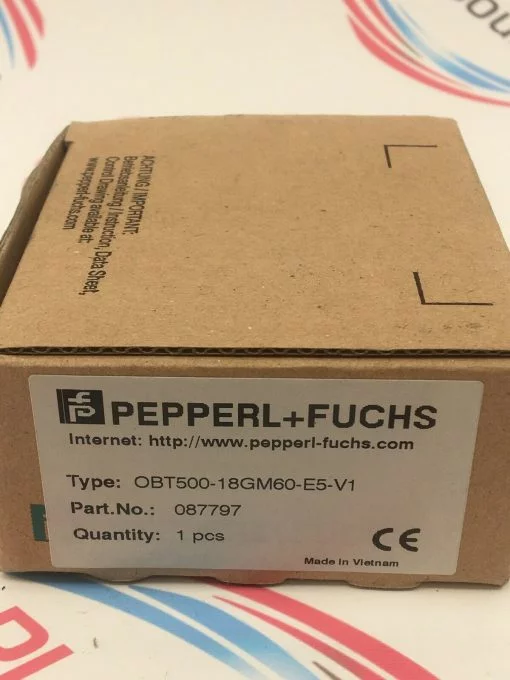 ACHTUNG / IMPORTANT:
Betriebsanleitung / Instruction, Data Sheet,
Control Drawing available at:
www.pepperl-fuchs.com
PEPPERL+FUCHS
Internet: http://www.pepperl-fuchs.com
Type: OBT500-18GM60-E5-V1
Part.No.: 087797
Quantity: 1 pcs
CE
Made in Vietnam